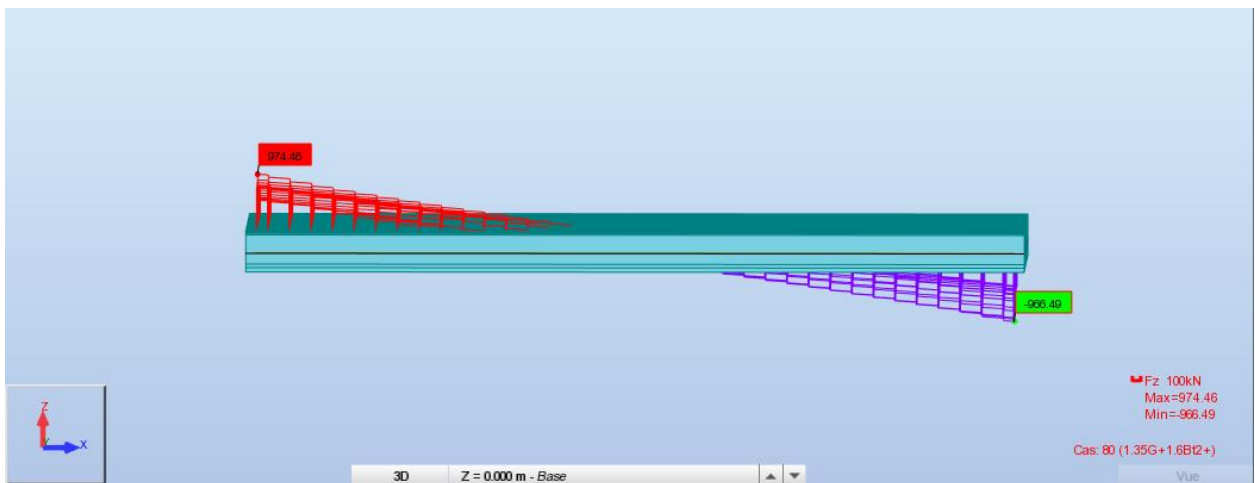 974.46
-966.49
Fz 100kN
Max=974.46
Min=-966.49
Cas: 80 (1.35G+1.6Bt2+)
Z
Y
X
3D
Z = 0.000 m - Base
Vue